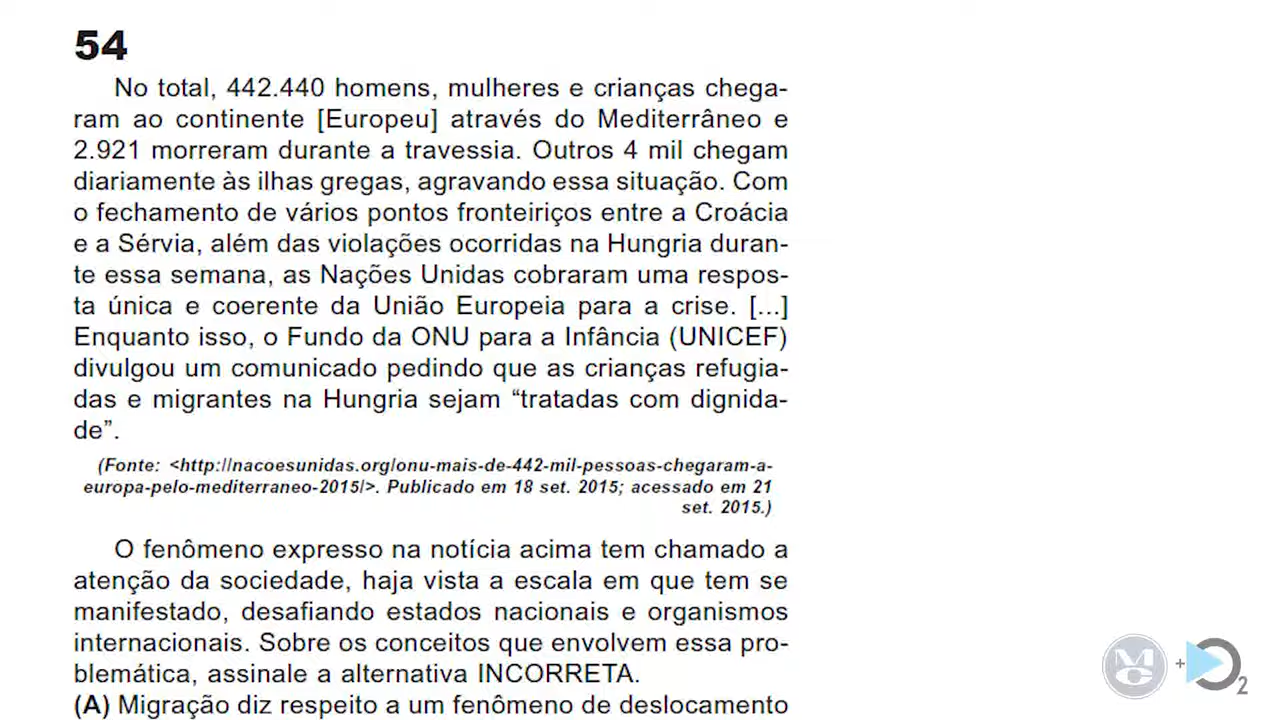 54
No total, 442.440 homens, mulheres e crianças chega-
ram ao continente [Europeu] através do Mediterrâneo e
2.921 morreram durante a travessia. Outros 4 mil chegam
diariamente às ilhas gregas, agravando essa situação. Com
o fechamento de vários pontos fronteiriços entre a Croácia
e a Sérvia, além das violações ocorridas na Hungria duran-
te essa semana, as Nações Unidas cobraram uma respos-
ta única e coerente da União Europeia para a crise. [...]
Enquanto isso, o Fundo da ONU para a Infância (UNICEF)
divulgou um comunicado pedindo que as crianças refugia-
das e migrantes na Hungria sejam “tratadas com dignida-
de”.
(Fonte: <http://nacoesunidas.org/onu-mais-de-442-mil-pessoas-chegaram-a-
europa-pelo-mediterraneo-2015/>. Publicado em 18 set. 2015; acessado em 21
set. 2015.)
O fenômeno expresso na notícia acima tem chamado a
atenção da sociedade, haja vista a escala em que tem se
manifestado, desafiando estados nacionais e organismos
internacionais. Sobre os conceitos que envolvem essa pro-
blemática, assinale a alternativa INCORRETA.
(A) Migração diz respeito a um fenômeno de deslocamento
MC + O2